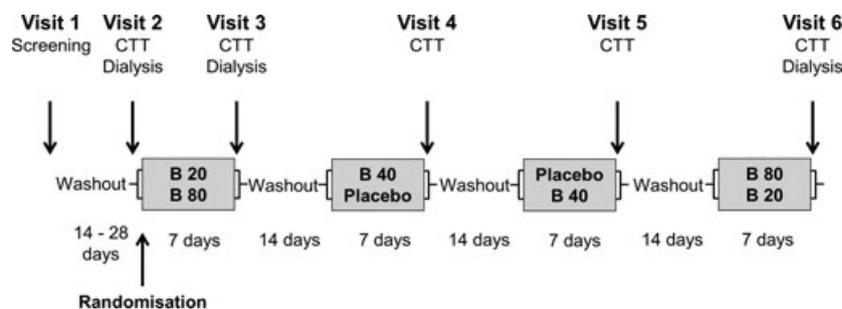 Visit 1
Screening
Visit 2
CTT
Dialysis
Visit 3
CTT
Dialysis
Visit 4
CTT
Visit 5
CTT
Visit 6
CTT
Dialysis
Washout
B 20
B 80
Washout
B 40
Placebo
Washout
Placebo
B 40
Washout
B 80
B 20
14 - 28
days
7 days
14 days
7 days
14 days
7 days
14 days
7 days
Randomisation